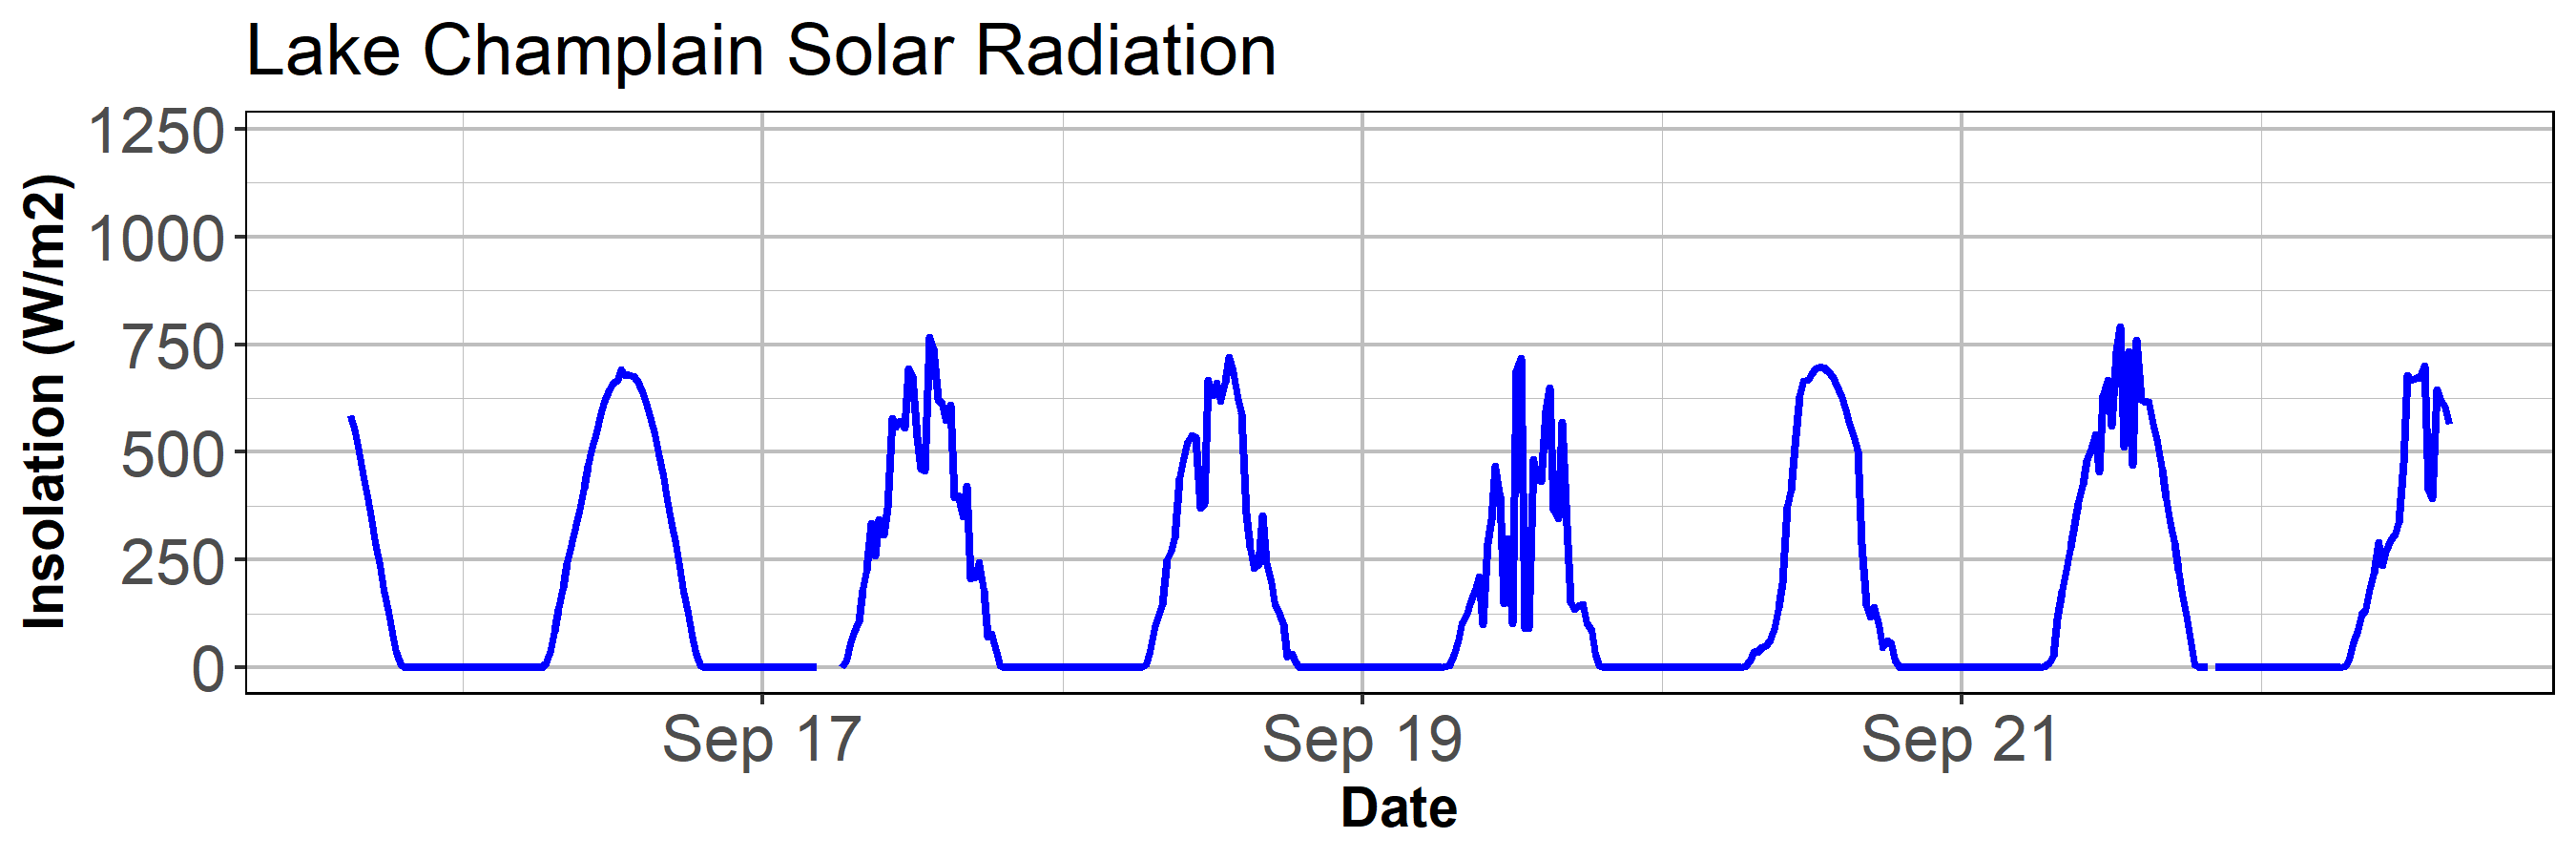 Lake Champlain Solar Radiation
Insolation (W/m2)
1250
1000
750
500
250
0
Sep 17 Sep 19 Sep 21
Date